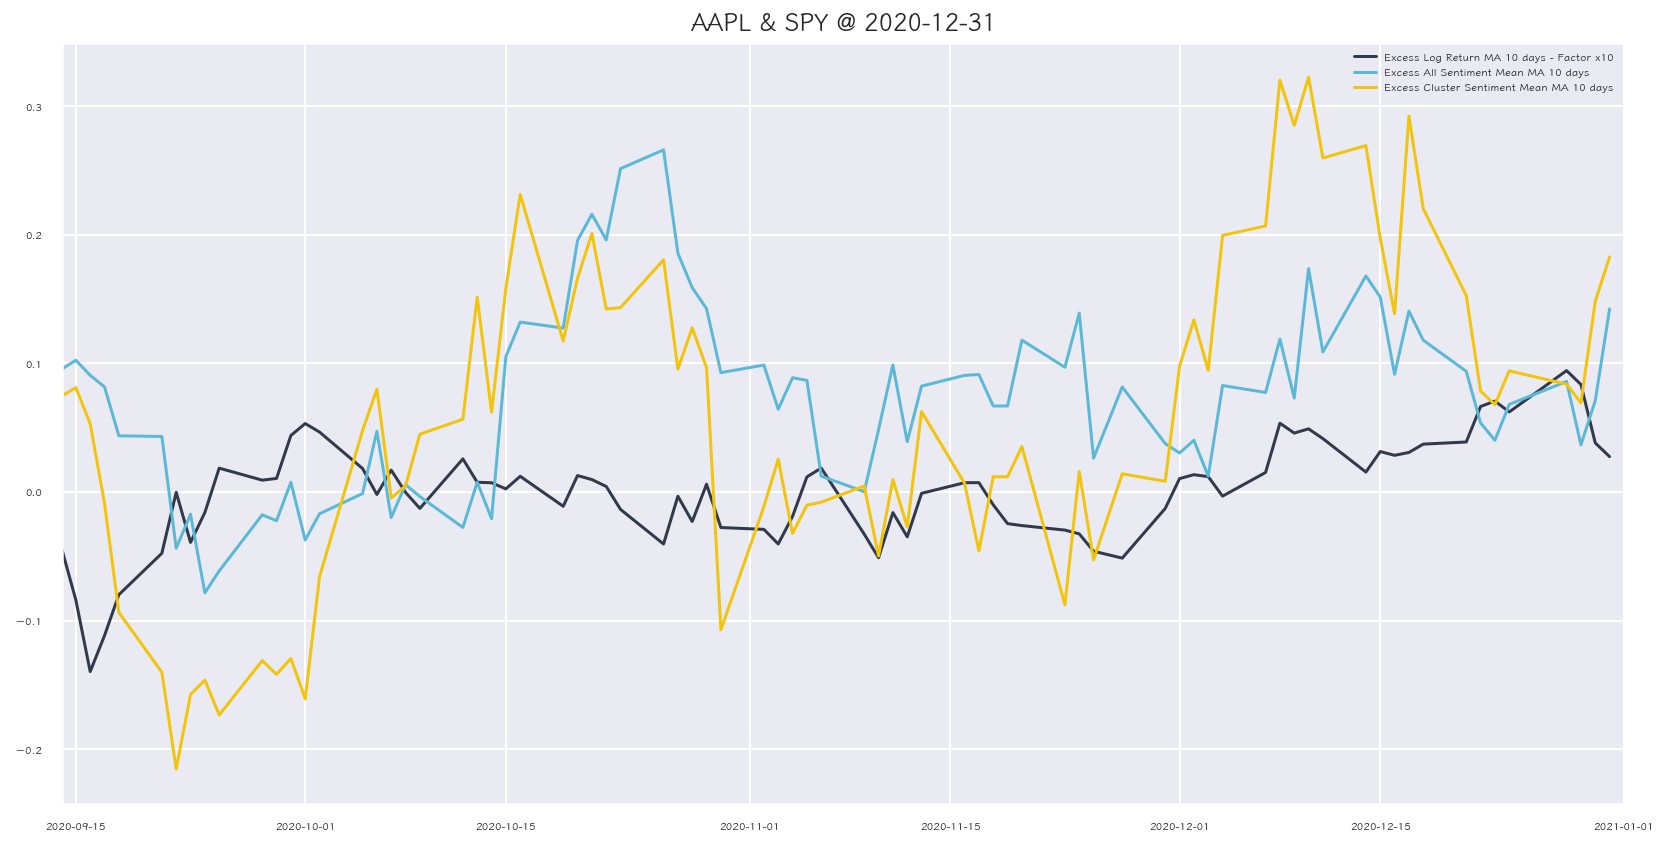 AAPL & SPY @ 2020-12-31
Excess Log Return MA 10 days - Factor x10
Excess All Sentiment Mean MA 10 days
Excess Cluster Sentiment Mean MA 10 days
0.3
0.2
0.1
0.0
−0.1
−0.2
2020-09-15 2020-10-01 2020-10-15 2020-11-01 2020-11-15 2020-12-01 2020-12-15 2021-01-01